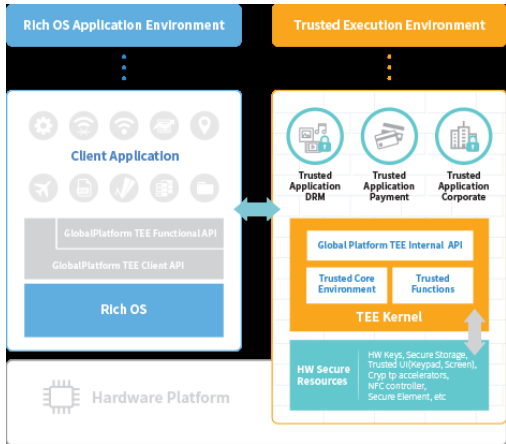 Rich OS Application Environment
Trusted Execution Environment
Client Application
GlobalPlatform TEE Functional API
GlobalPlatform TEE Client API
Rich OS
Trusted
Application
DRM
Trusted
Application
Payment
Trusted
Application
Corporate
Global Platform TEE Internal API
Trusted Core
Environment
Trusted
Functions
TEE Kernel
HW Secure
Resources
HW Keys, Secure Storage,
Trusted UI(Keypad, Screen),
Cryp tp accelerators,
NFC controller,
Secure Element, etc
Hardware Platform